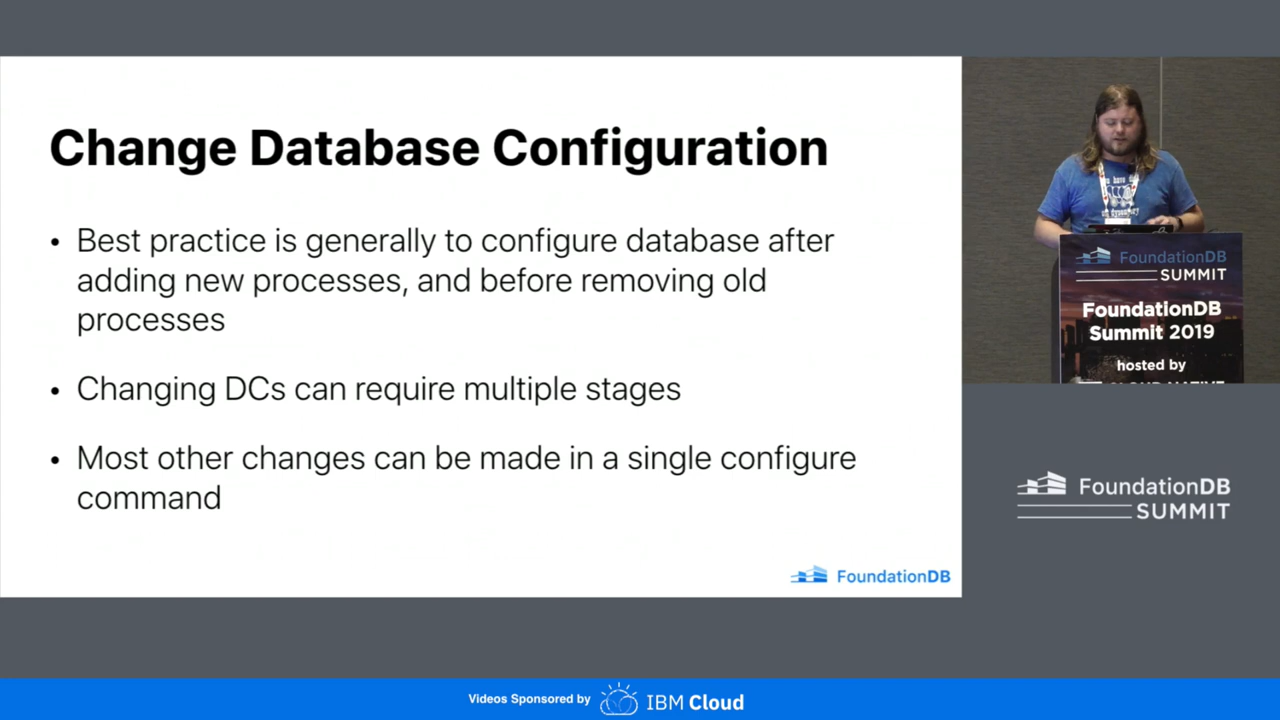 Change Database Configuration
• Best practice is generally to configure database after
adding new processes, and before removing old
processes
• Changing DCs can require multiple stages
• Most other changes can be made in a single configure
command
FoundationDB
FoundationDB
SUMMIT
FoundationDB
Summit 2019
hosted by
FoundationDB
SUMMIT
Videos Sponsored by IBM Cloud